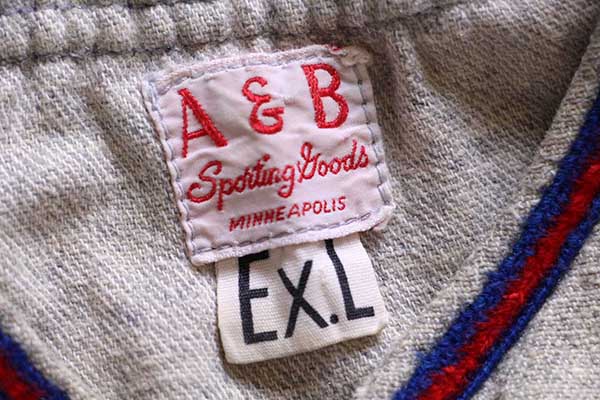 A & B
Sporting Goods
MINNEAPOLIS
EX.L